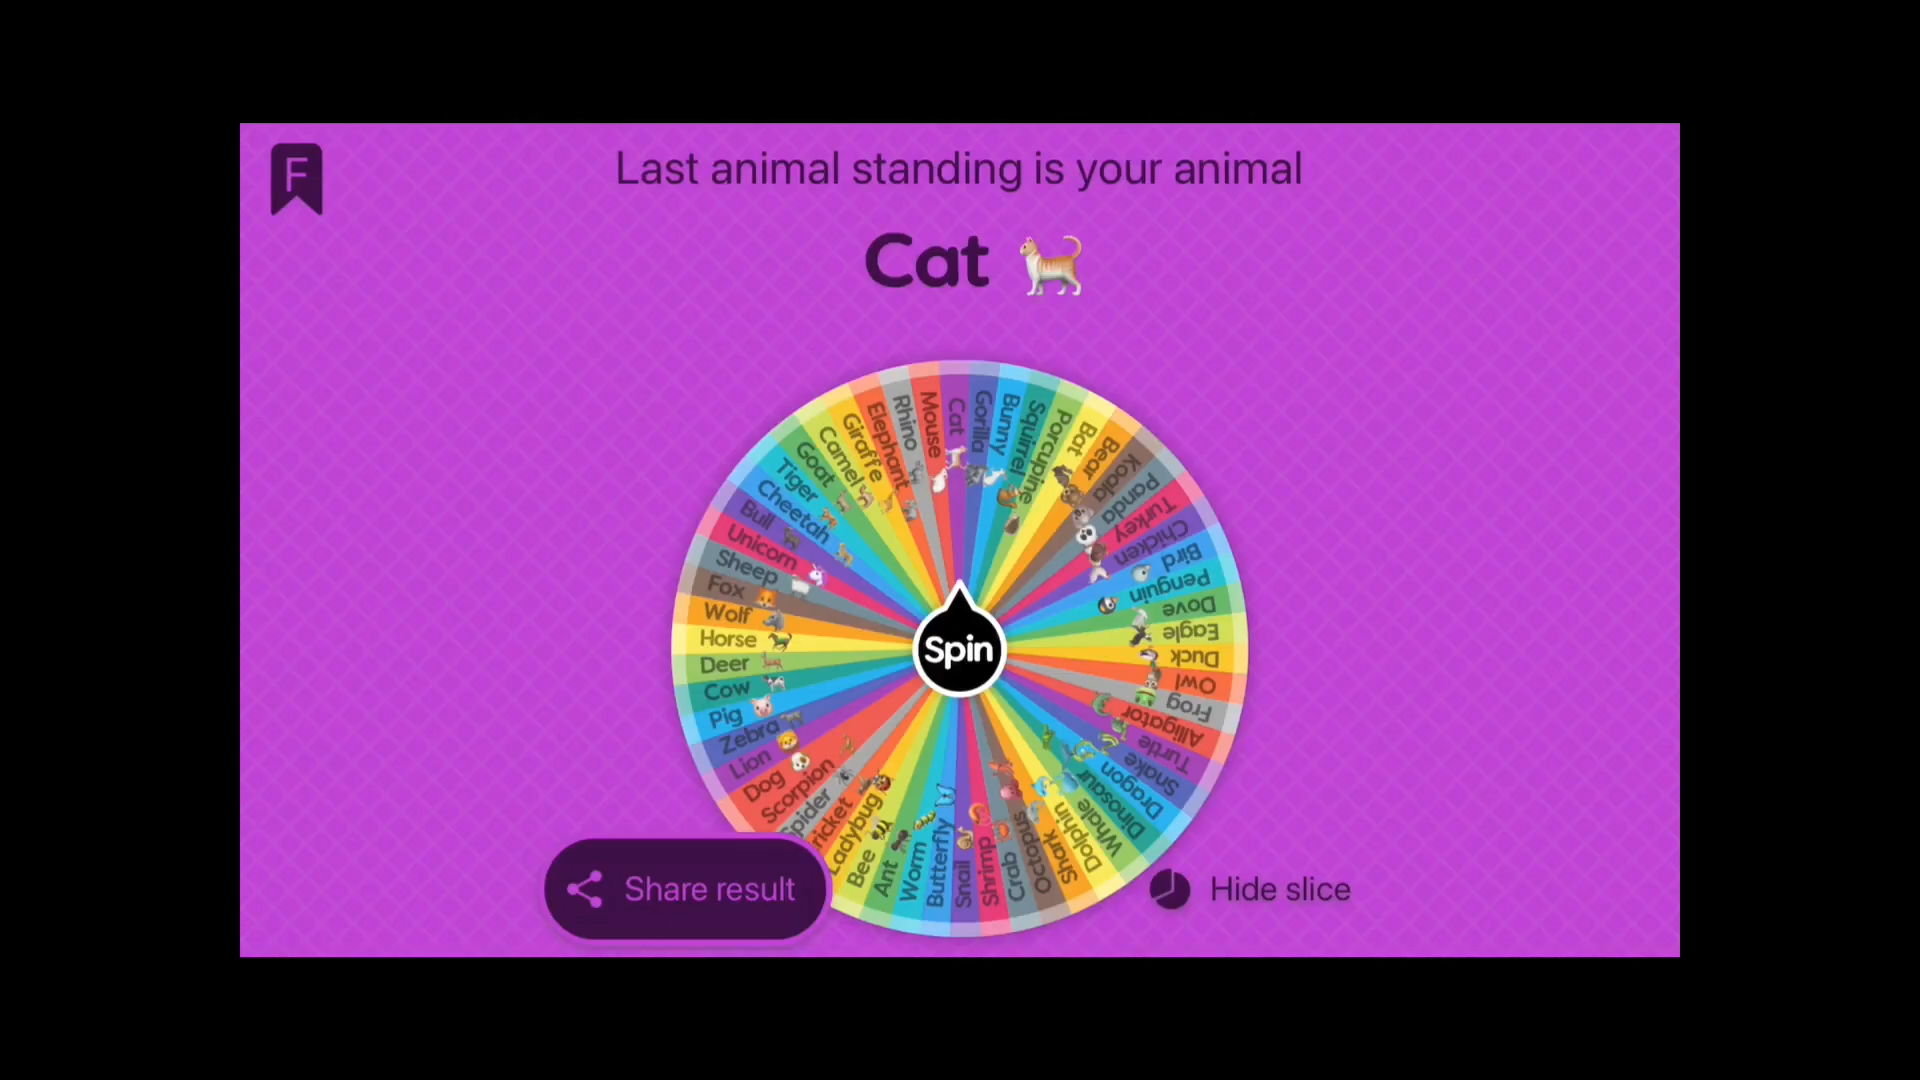 F
Last animal standing is your animal
Cat
Cat
Gorilla
Bunny
Squirrel
Porcupine
Bat
Bear
Koala
Panda
Turkey
Chicken
Bird
Penguin
Dove
Eagle
Duck
Owl
Frog
Alligator
Turtle
Snake
Dragon
Dinosaur
Whale
Dolphin
Shark
Octopus
Crab
Shrimp
Snail
Butterfly
Worm
Ant
Bee
Ladybug
ricket
pider
Scorpion
Dog
Lion
Zebra
Pig
Cow
Deer
Horse
Wolf
Fox
Sheep
Unicorn
Bull
Cheetah
Tiger
Goat
Camel
Giraffe
Elephant
Rhino
Mouse
Spin
Share result
Hide slice